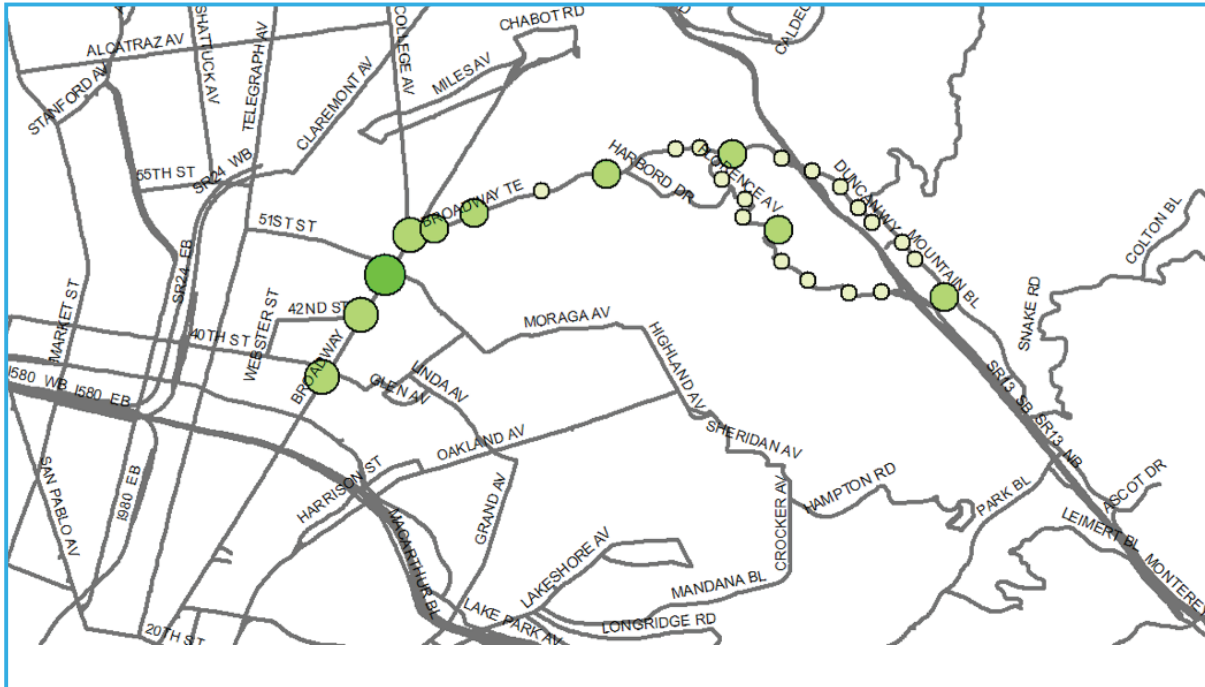 CHABOT RD
CALDEC
ALCATRAZ AV
SHATTUCK AV
TELEGRAPH AV
COLLEGE AV
MILES AV
STANFORD AV
CLAREMONT AV
55TH ST
SR24 WB
HARBORD DR
FLORENCE AV
DUNCAN WY
BROADWAY TE
51ST ST
MOUNTAIN BL
COLTON BL
SR24 EB
MARKET ST
SNAKE RD
42ND ST
WEBSTER ST
40TH ST
MORAGA AV
HIGHLAND AV
BROADWAY
GLEN AV
LINDA AV
I580 WB
I580 EB
SR13 SB
SR13 NB
OAKLAND AV
SHERIDAN AV
HARRISON ST
SAN PABLO AV
I980 EB
GRAND AV
CROCKER AV
HAMPTON RD
PARK BL
ASCOT DR
LEIMERT BL
MACARTHUR BL
LAKESHORE AV
MANDANA BL
MONTEREY
LAKE PARK AV
LONGRIDGE RD
20TH ST